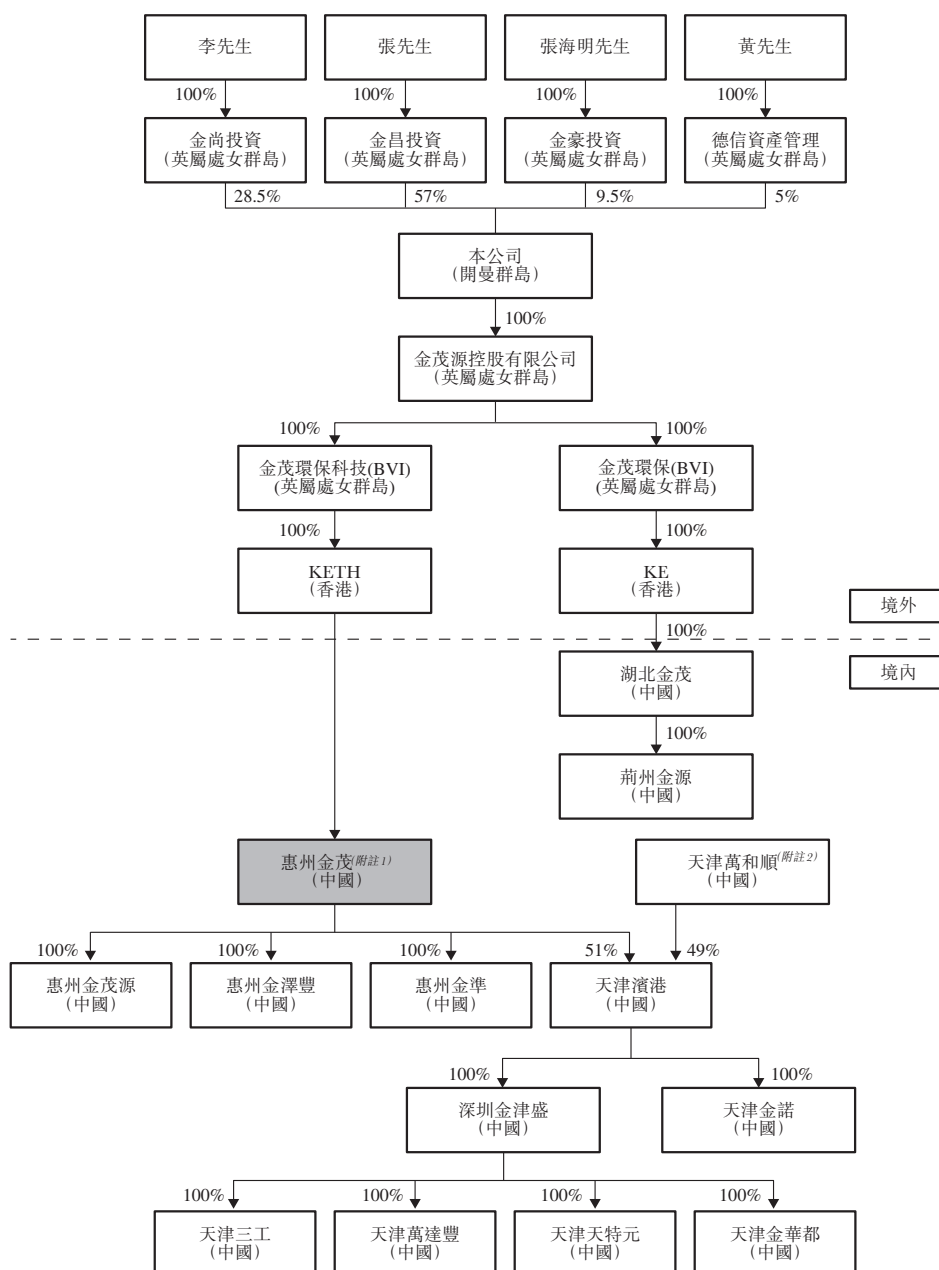 李先生
張先生
張海明先生
黃先生
100%
100%
100%
100%
金尚投資
(英屬處女群島)
金昌投資
(英屬處女群島)
金豪投資
(英屬處女群島)
德信資產管理
(英屬處女群島)
28.5%
57%
9.5%
5%
本公司
(開曼群島)
100%
金茂源控股有限公司
(英屬處女群島)
100%
100%
金茂環保科技(BVI)
(英屬處女群島)
金茂環保(BVI)
(英屬處女群島)
100%
100%
KETH
(香港)
KE
(香港)
境外
100%
境內
湖北金茂
(中國)
100%
荊州金源
(中國)
惠州金茂(附註1)
(中國)
天津萬和順(附註2)
(中國)
100%
100%
100%
51%
49%
惠州金茂源
(中國)
惠州金澤豐
(中國)
惠州金準
(中國)
天津濱港
(中國)
100%
100%
深圳金津盛
(中國)
天津金諾
(中國)
100%
100%
100%
100%
天津三工
(中國)
天津萬達豐
(中國)
天津天特元
(中國)
天津金華都
(中國)